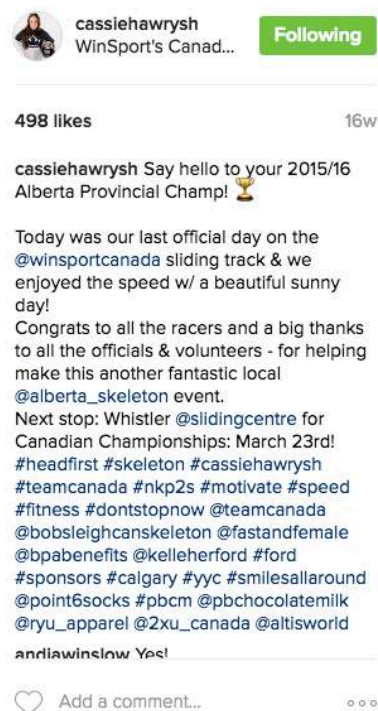 cassiehawrysh
WinSport's Canad...
Following
498 likes
16w
cassiehawrysh Say hello to your 2015/16
Alberta Provincial Champ! 🏆
Today was our last official day on the
@winsportcanada sliding track & we
enjoyed the speed w/ a beautiful sunny
day!
Congrats to all the racers and a big thanks
to all the officials & volunteers - for helping
make this another fantastic local
@alberta_skeleton event.
Next stop: Whistler @slidingcentre for
Canadian Championships: March 23rd!
#headfirst #skeleton #cassiehawrysh
#teamcanada #nkp2s #motivate #speed
#fitness #dontstopnow @teamcanada
@bobsleighcanskeleton @fastandfemale
@bpabenefits @kelleherford #ford
#sponsors #calgary #yyc #smilesallaround
@point6socks #pbcm @pbchocolatemilk
@ryu_apparel @2xu_canada @altisworld
andiawinslow Yes!
Add a comment...